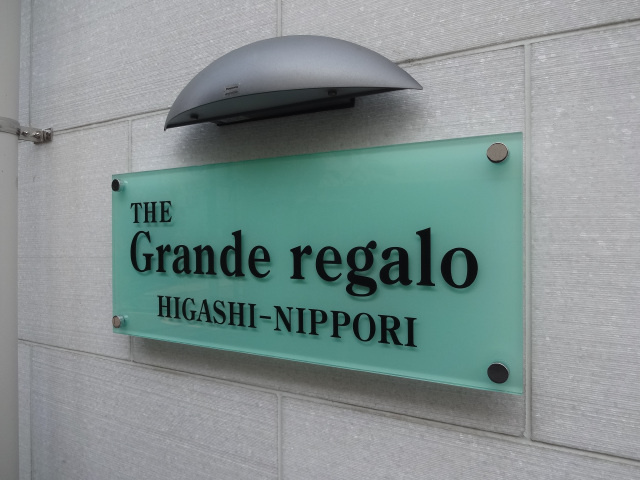 THE
Grande regalo
HIGASHI-NIPPORI